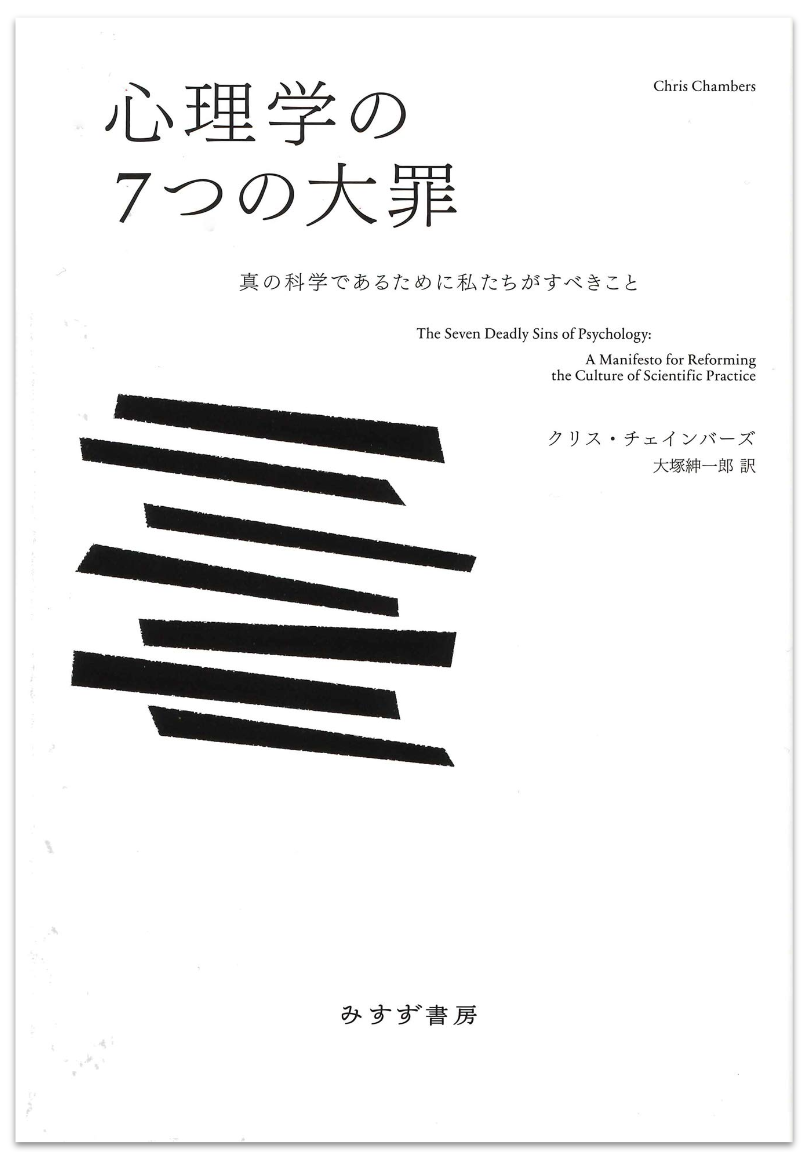 Chris Chambers
心理学の
7つの大罪
真の科学であるために私たちがすべきこと
The Seven Deadly Sins of Psychology:
A Manifesto for Reforming
the Culture of Scientific Practice
クリス・チェインバーズ
大塚紳一郎 訳
みすず書房